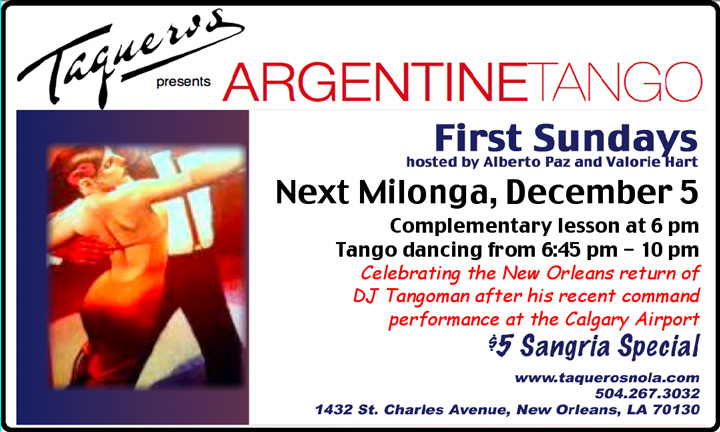 Taqueros
presents ARGENTINETANGO
First Sundays
hosted by Alberto Paz and Valorie Hart
Next Milonga, December 5
Complementary lesson at 6 pm
Tango dancing from 6:45 pm – 10 pm
Celebrating the New Orleans return of
DJ Tangoman after his recent command
performance at the Calgary Airport
$5 Sangria Special
www.taquerosnola.com
504.267.3032
1432 St. Charles Avenue, New Orleans, LA 70130